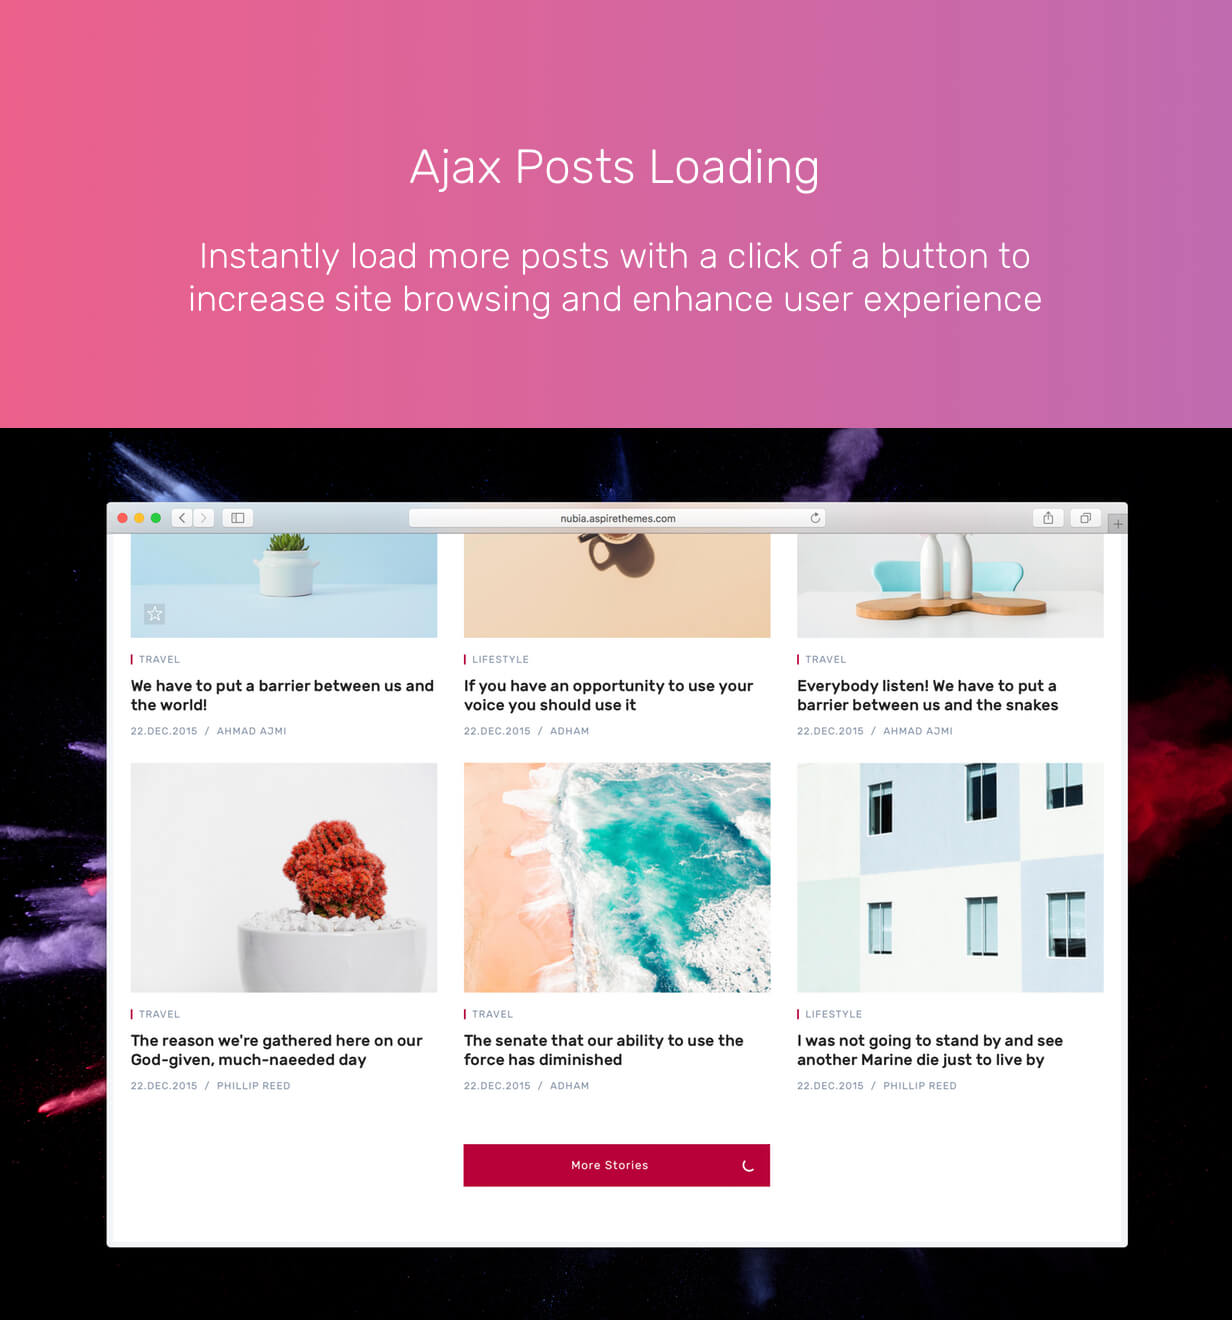 Ajax Posts Loading
Instantly load more posts with a click of a button to
increase site browsing and enhance user experience
nubia.aspirethemes.com
TRAVEL
We have to put a barrier between us and
the world!
22.DEC.2015 / AHMAD AJMI
LIFESTYLE
If you have an opportunity to use your
voice you should use it
22.DEC.2015 / ADHAM
TRAVEL
Everybody listen! We have to put a
barrier between us and the snakes
22.DEC.2015 / AHMAD AJMI
TRAVEL
The reason we're gathered here on our
God-given, much-naeeded day
22.DEC.2015 / PHILLIP REED
TRAVEL
The senate that our ability to use the
force has diminished
22.DEC.2015 / ADHAM
LIFESTYLE
I was not going to stand by and see
another Marine die just to live by
22.DEC.2015 / PHILLIP REED
More Stories